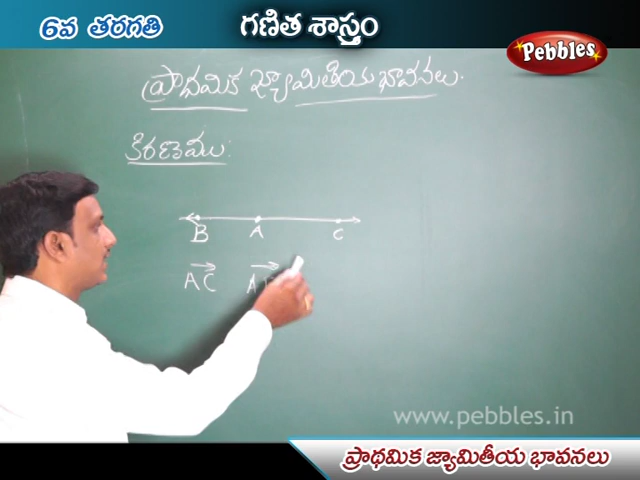 6వ తరగతి
గణిత శాస్త్రం
Pebbles
ప్రాథమిక జ్యామితీయ భావనలు.
కిరణము:
B A C
AC A
www.pebbles.in
ప్రాథమిక జ్యామితీయ భావనలు